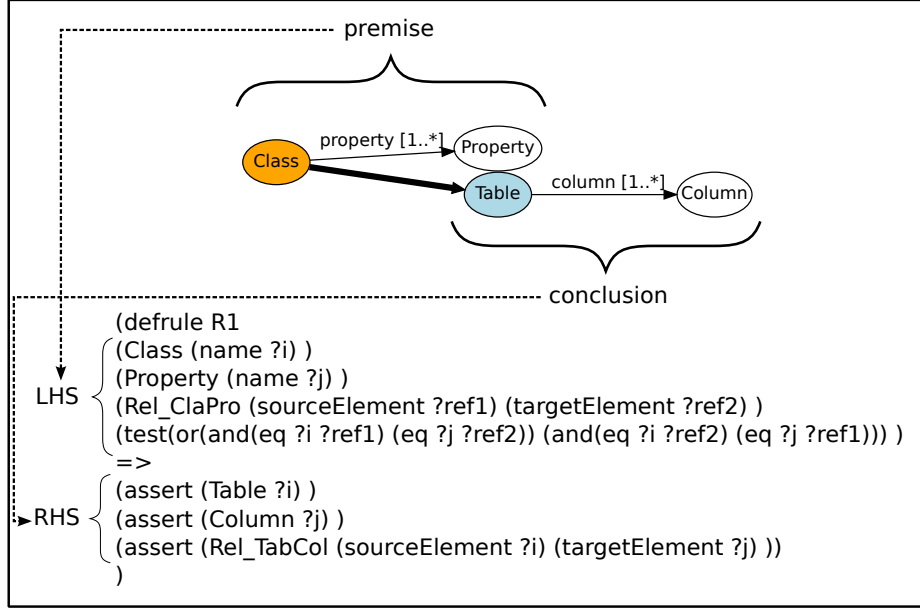 premise
property [1..*]
Property
Class
Table
column [1..*]
Column
conclusion
(defrule R1
(Class (name ?i) )
(Property (name ?j) )
LHS
(Rel_ClaPro (sourceElement ?ref1) (targetElement ?ref2) )
(test(or(and(eq ?i ?ref1) (eq ?j ?ref2)) (and(eq ?i ?ref2) (eq ?j ?ref1))) )
=>
(assert (Table ?i) )
RHS
(assert (Column ?j) )
(assert (Rel_TabCol (sourceElement ?i) (targetElement ?j) ))
)